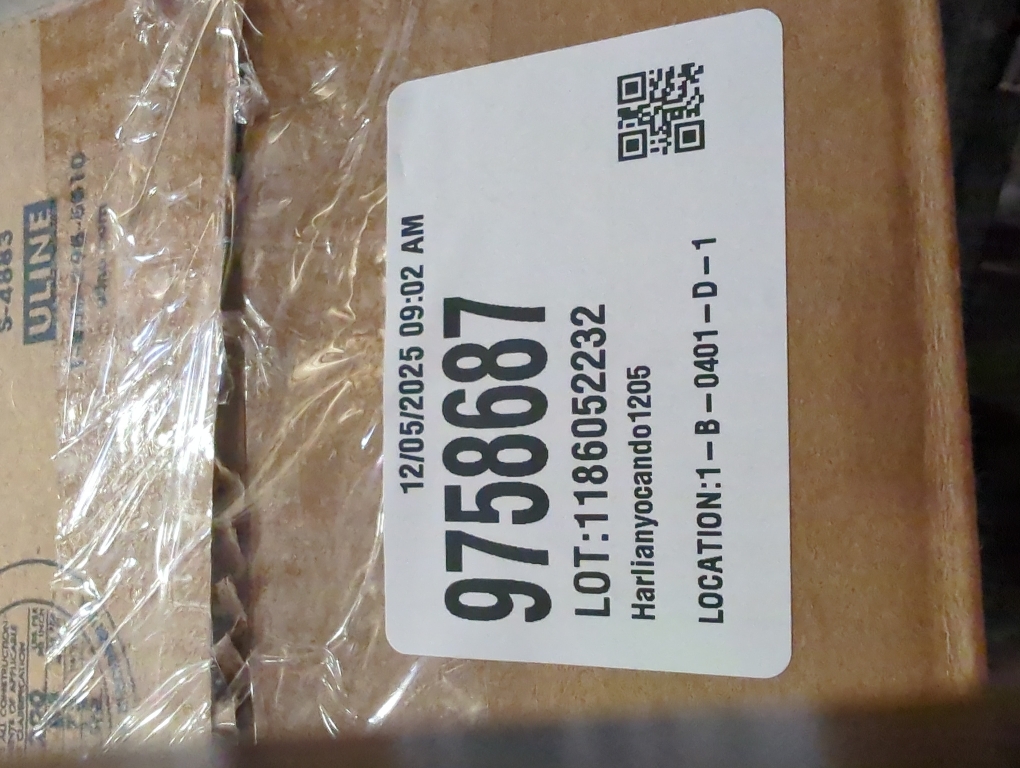 S-4883
ULINE
12/05/2025 09:02 AM
9758687
LOT:1186052232
Harlianyocando1205
LOCATION:1-B-0401-D-1